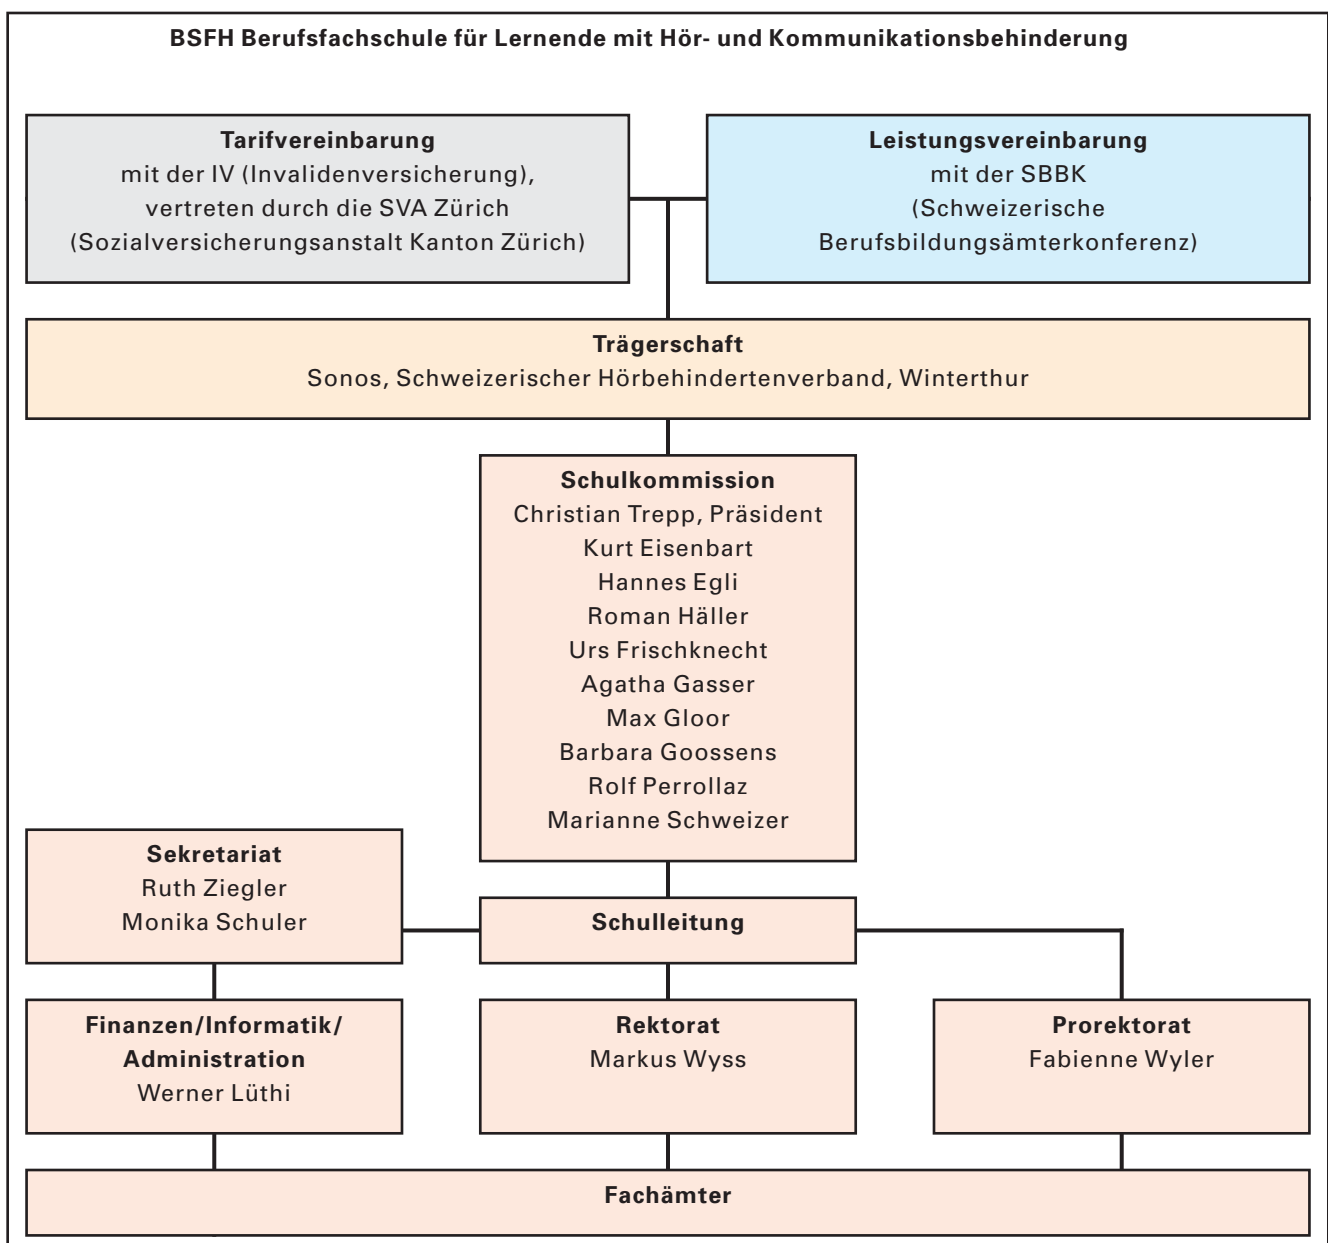 BSFH Berufsfachschule für Lernende mit Hör- und Kommunikationsbehinderung
Tarifvereinbarung
mit der IV (Invalidenversicherung),
vertreten durch die SVA Zürich
(Sozialversicherungsanstalt Kanton Zürich)
Leistungsvereinbarung
mit der SBBK
(Schweizerische
Berufsbildungsämterkonferenz)
Trägerschaft
Sonos, Schweizerischer Hörbehindertenverband, Winterthur
Schulkommission
Christian Trepp, Präsident
Kurt Eisenbart
Hannes Egli
Roman Häller
Urs Frischknecht
Agatha Gasser
Max Gloor
Barbara Goossens
Rolf Perrollaz
Marianne Schweizer
Sekretariat
Ruth Ziegler
Monika Schuler
Schulleitung
Finanzen/Informatik/
Administration
Werner Lüthi
Rektorat
Markus Wyss
Prorektorat
Fabienne Wyler
Fachämter